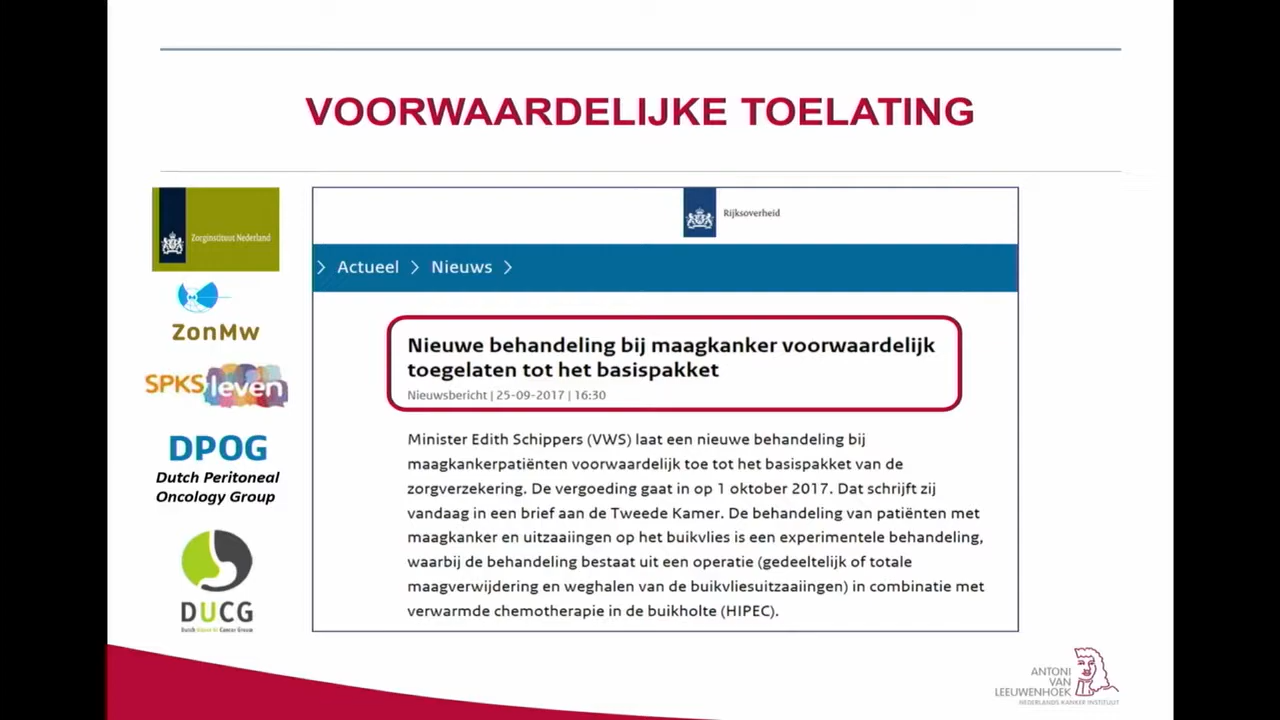 VOORWAARDELIJKE TOELATING
Zorginstituut Nederland
ZonMw
SPKS leven
DPOG
Dutch Peritoneal
Oncology Group
DUCG
Dutch Upper GI Cancer Group
Rijksoverheid
Actueel
Nieuws
Nieuwe behandeling bij maagkanker voorwaardelijk
toegelaten tot het basispakket
Nieuwsbericht | 25-09-2017 | 16:30
Minister Edith Schippers (VWS) laat een nieuwe behandeling bij
maagkankerpatiënten voorwaardelijk toe tot het basispakket van de
zorgverzekering. De vergoeding gaat in op 1 oktober 2017. Dat schrijft zij
vandaag in een brief aan de Tweede Kamer. De behandeling van patiënten met
maagkanker en uitzaaiingen op het buikvlies is een experimentele behandeling,
waarbij de behandeling bestaat uit een operatie (gedeeltelijk of totale
maagverwijdering en weghalen van de buikvliesuitzaaiingen) in combinatie met
verwarmde chemotherapie in de buikholte (HIPEC).
ANTONI
VAN
LEEUWENHOEK
NEDERLANDS KANKER INSTITUUT